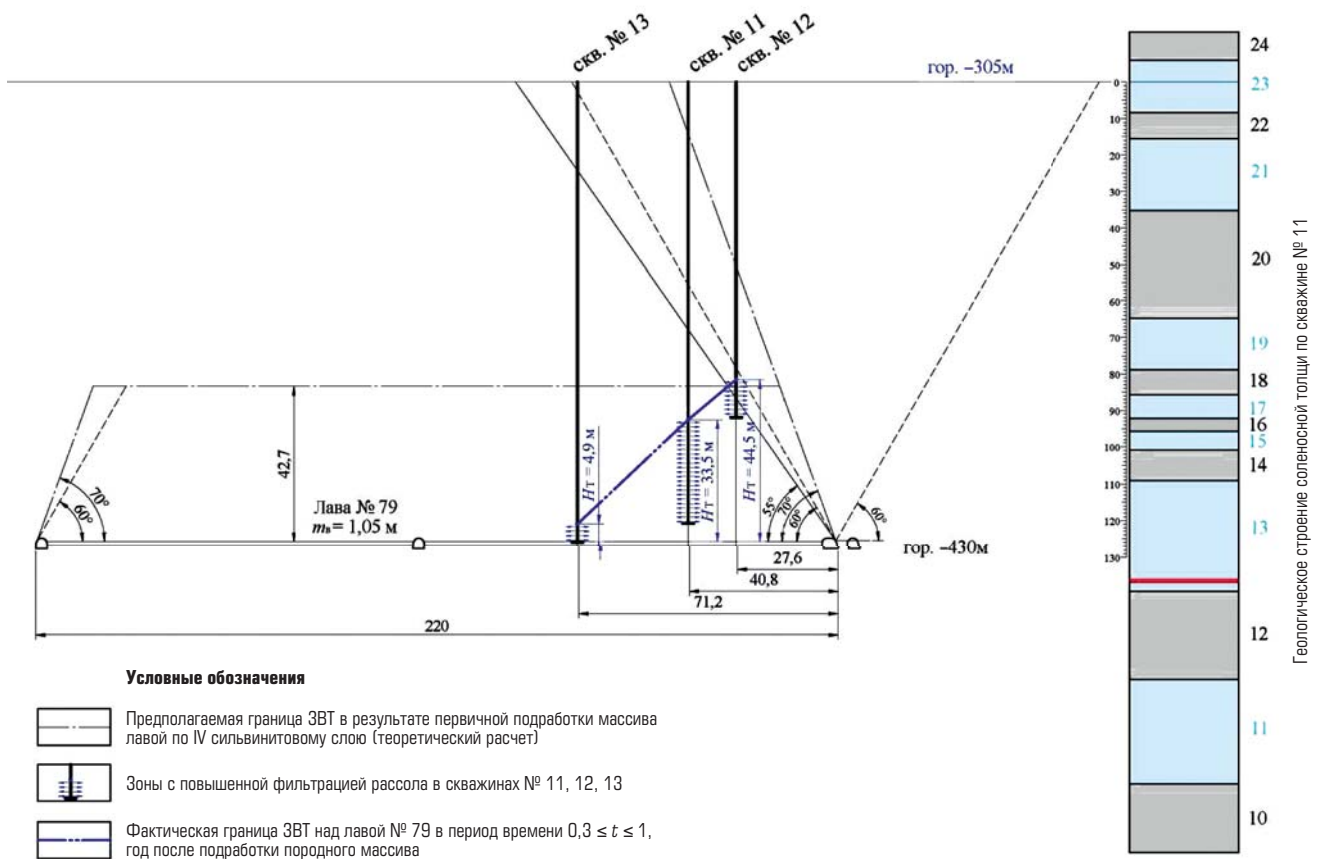 скв. № 13
скв. № 11
скв. № 12
гор. –305м
0
10
20
30
40
50
60
70
80
90
100
110
120
130
24
23
22
21
20
19
18
17
16
15
14
13
12
11
10
Геологическое строение соленосной толщи по скважине № 11
42,7
Лава № 79
mв= 1,05 м
70°
60°
Hт = 4,9 м
Hт = 33,5 м
Hт = 44,5 м
55°
70°
60°
60°
гор. –430м
27,6
40,8
71,2
220
Условные обозначения
Предполагаемая граница ЗВТ в результате первичной подработки массива
лавой по IV сильвинитовому слою (теоретический расчет)
Зоны с повышенной фильтрацией рассола в скважинах № 11, 12, 13
Фактическая граница ЗВТ над лавой № 79 в период времени 0,3 ≤ t ≤ 1,
год после подработки породного массива